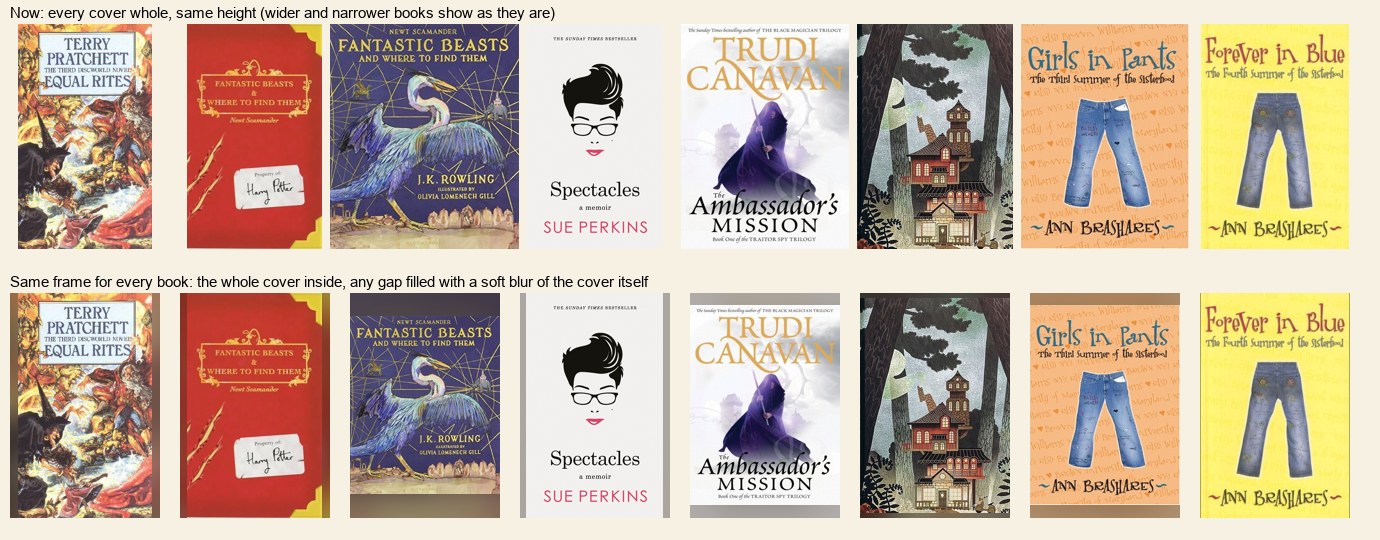 Now: every cover whole, same height (wider and narrower books show as they are)
TERRY
PRATCHETT
THE THIRD DISCWORLD NOVEL
EQUAL RITES
FANTASTIC BEASTS
&
WHERE TO FIND THEM
Newt Scamander
Property of:
Harry Potter
NEWT SCAMANDER
FANTASTIC BEASTS
AND WHERE TO FIND THEM
J.K. ROWLING
ILLUSTRATED BY
OLIVIA LOMENECH GILL
THE SUNDAY TIMES BESTSELLER
Spectacles
a memoir
SUE PERKINS
The Sunday Times bestselling author of THE BLACK MAGICIAN TRILOGY
TRUDI
CANAVAN
The
Ambassador's
MISSION
Book One of the TRAITOR SPY TRILOGY
Girls in Pants
The Third Summer of the Sisterhood
~ANN BRASHARES~
Forever in Blue
The Fourth Summer of the Sisterhood
~ANN BRASHARES~
Same frame for every book: the whole cover inside, any gap filled with a soft blur of the cover itself
TERRY
PRATCHETT
THE THIRD DISCWORLD NOVEL
EQUAL RITES
FANTASTIC BEASTS
&
WHERE TO FIND THEM
Newt Scamander
Property of:
Harry Potter
NEWT SCAMANDER
FANTASTIC BEASTS
AND WHERE TO FIND THEM
J.K. ROWLING
ILLUSTRATED BY
OLIVIA LOMENECH GILL
THE SUNDAY TIMES BESTSELLER
Spectacles
a memoir
SUE PERKINS
The Sunday Times bestselling author of THE BLACK MAGICIAN TRILOGY
TRUDI
CANAVAN
The
Ambassador's
MISSION
Book One of the TRAITOR SPY TRILOGY
Girls in Pants
The Third Summer of the Sisterhood
~ANN BRASHARES~
Forever in Blue
The Fourth Summer of the Sisterhood
~ANN BRASHARES~